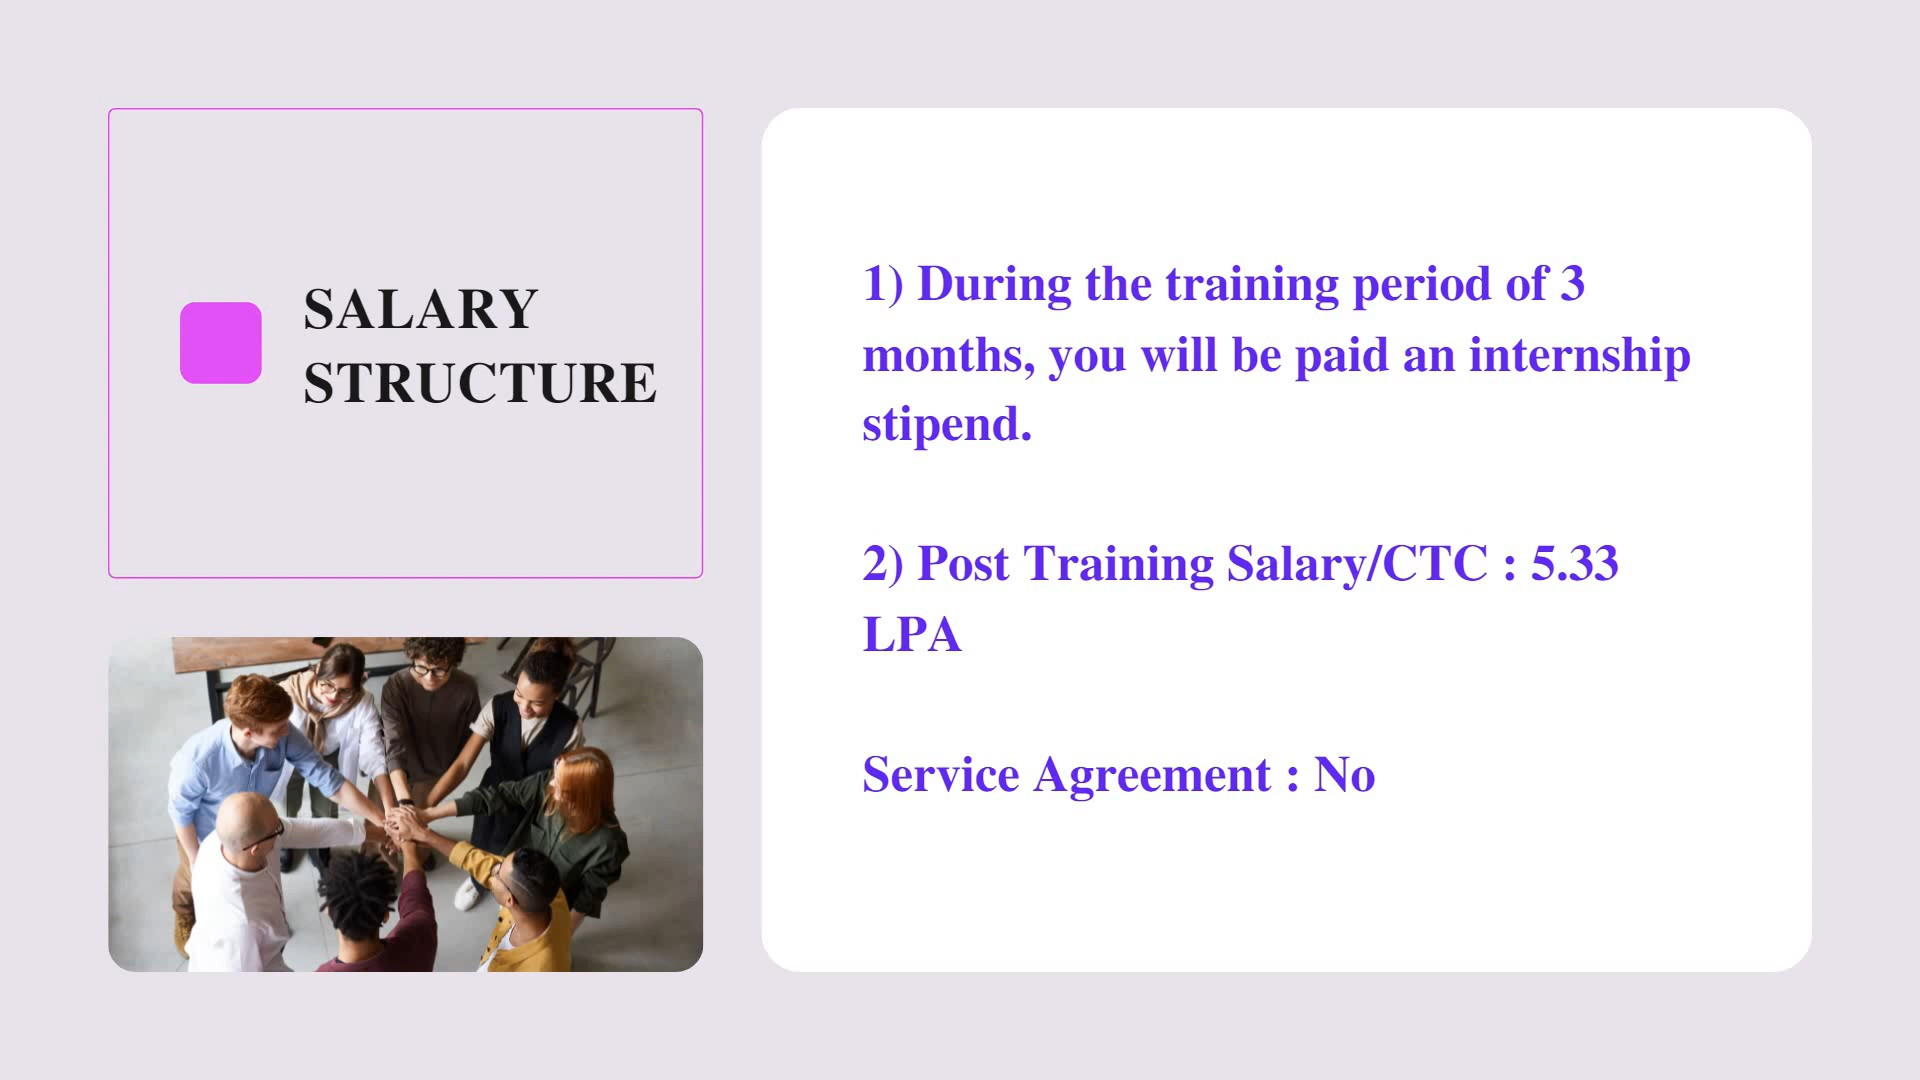 SALARY
STRUCTURE
1) During the training period of 3
months, you will be paid an internship
stipend.
2) Post Training Salary/CTC : 5.33
LPA
Service Agreement : No